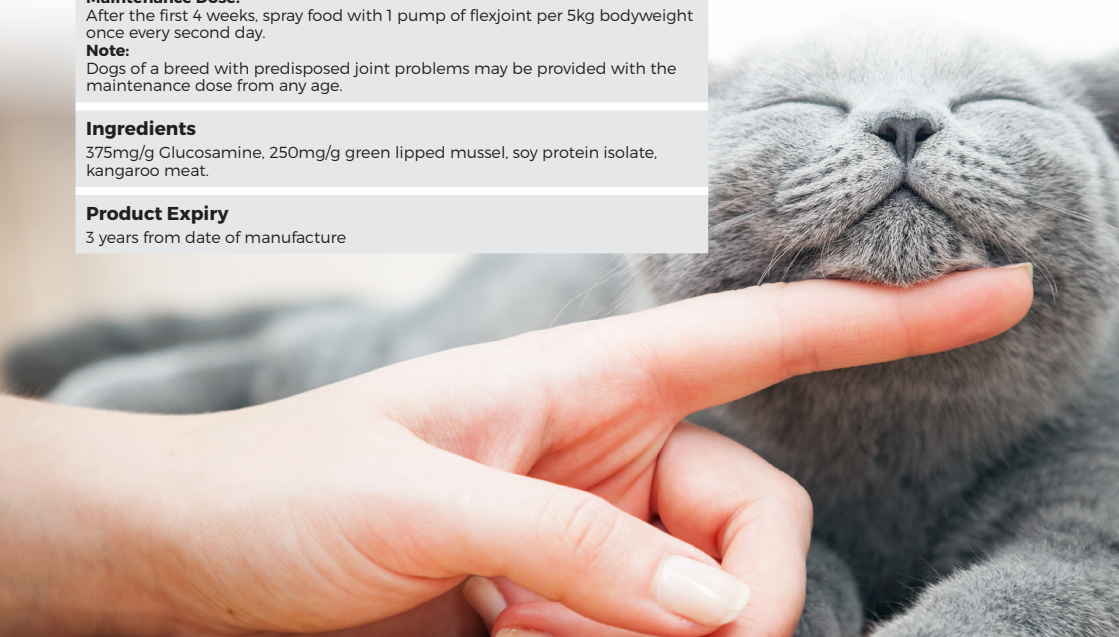 Maintenance Dose:
After the first 4 weeks, spray food with 1 pump of flexjoint per 5kg bodyweight
once every second day.
Note:
Dogs of a breed with predisposed joint problems may be provided with the
maintenance dose from any age.
Ingredients
375mg/g Glucosamine, 250mg/g green lipped mussel, soy protein isolate,
kangaroo meat.
Product Expiry
3 years from date of manufacture